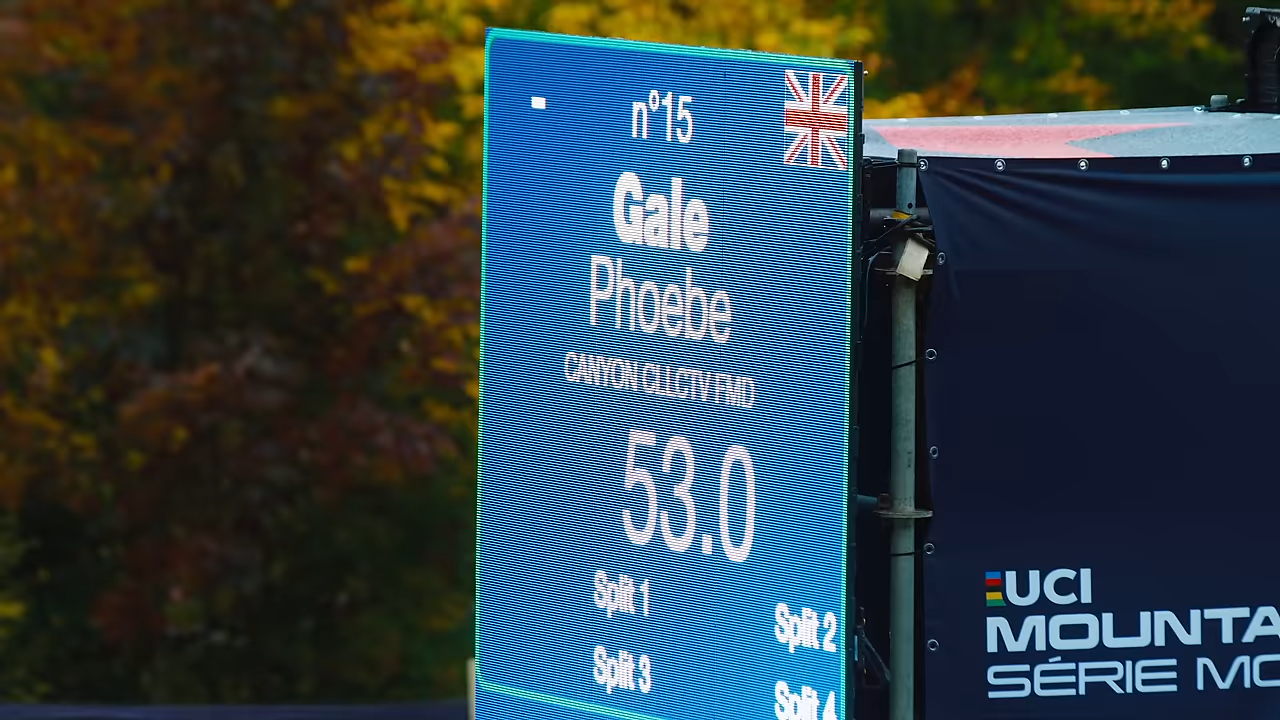 nº15
Gale
Phoebe
CANYON CLLCTV FMD
53.0
Split 1
Split 2
Split 3
Split 4
UCI
MOUNTA
SÉRIE MO